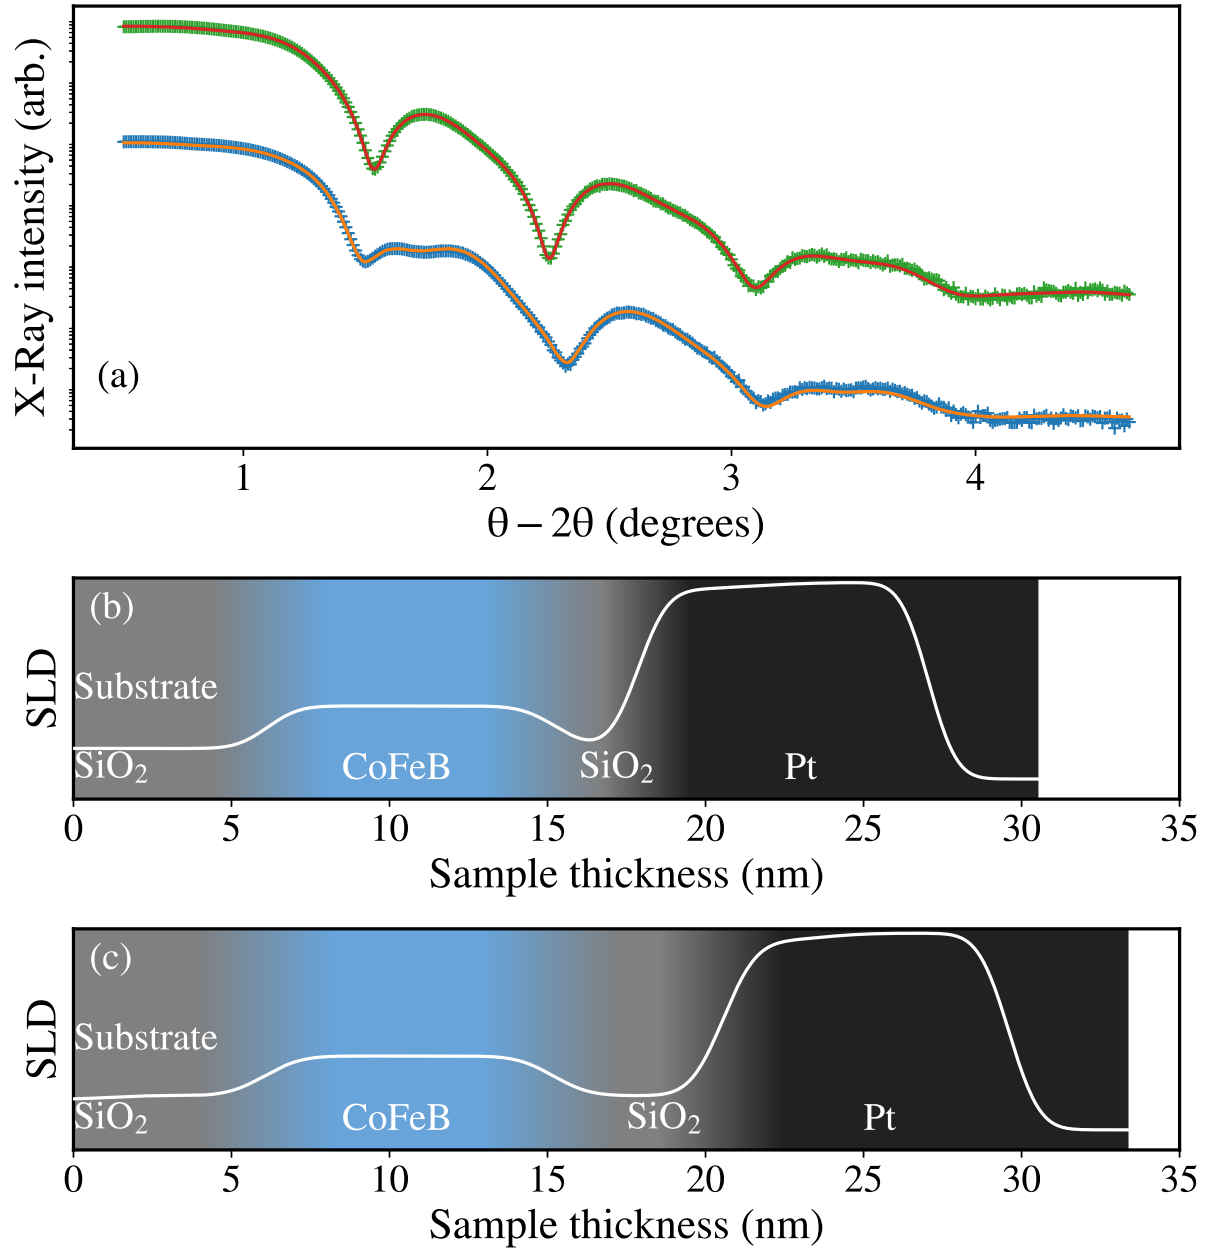 X-Ray intensity (arb.)
(a)
1 2 3 4
θ − 2θ (degrees)
(b)
SLD
Substrate
SiO₂ CoFeB SiO₂ Pt
0 5 10 15 20 25 30 35
Sample thickness (nm)
(c)
SLD
Substrate
SiO₂ CoFeB SiO₂ Pt
0 5 10 15 20 25 30 35
Sample thickness (nm)